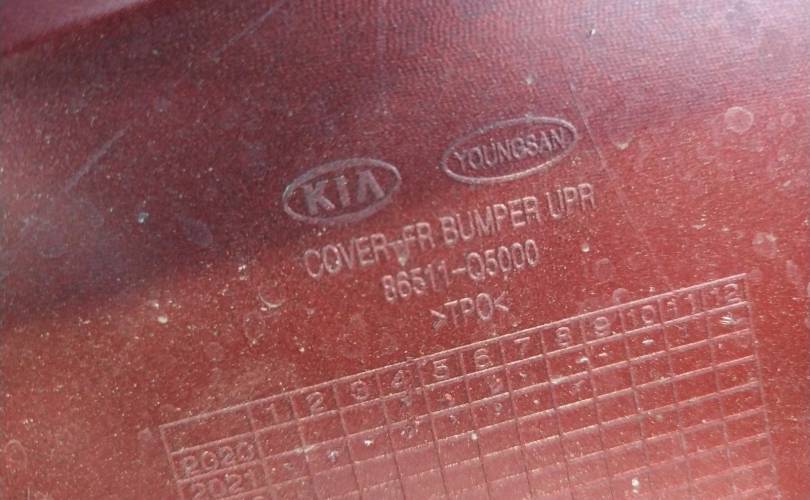 KIA YOUNGSAN
COVER-FR BUMPER UPR
86511-Q5000
>TPO<
1 2 3 4 5 6 7 8 9 10 11 12
2020
2021